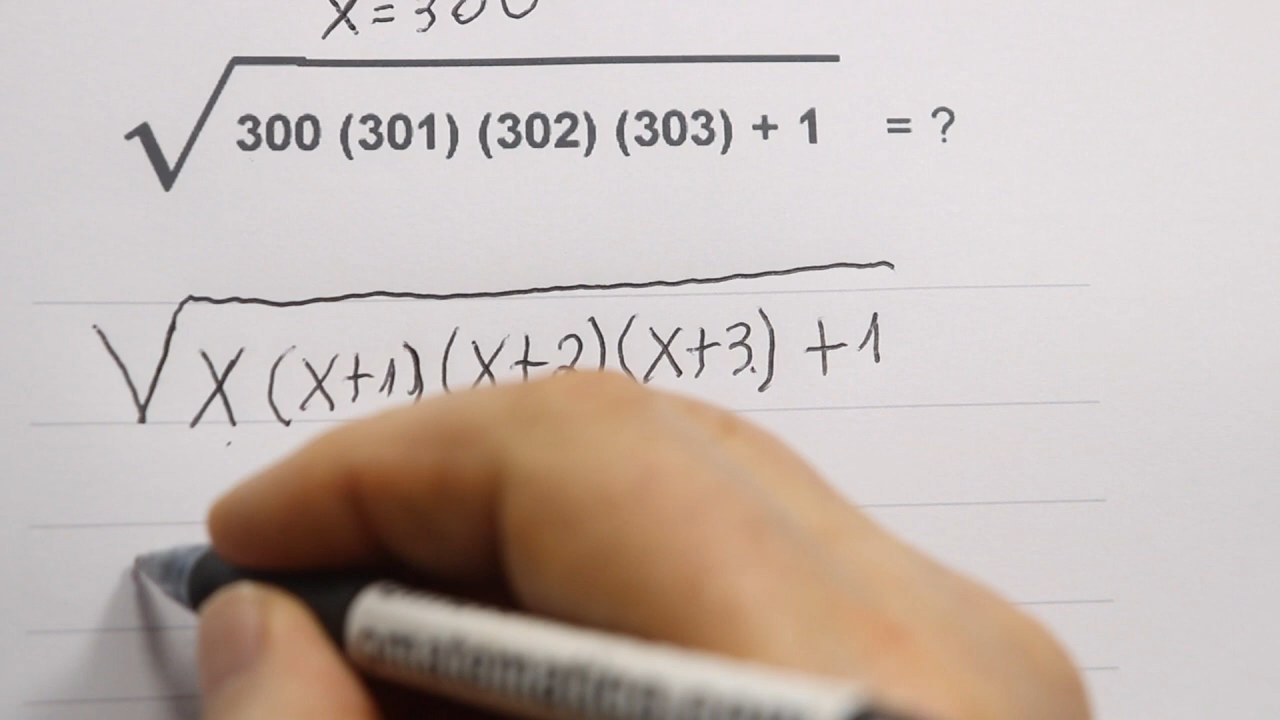 x = 300
√300 (301) (302) (303) + 1 = ?
√x (x+1) (x+2) (x+3) + 1